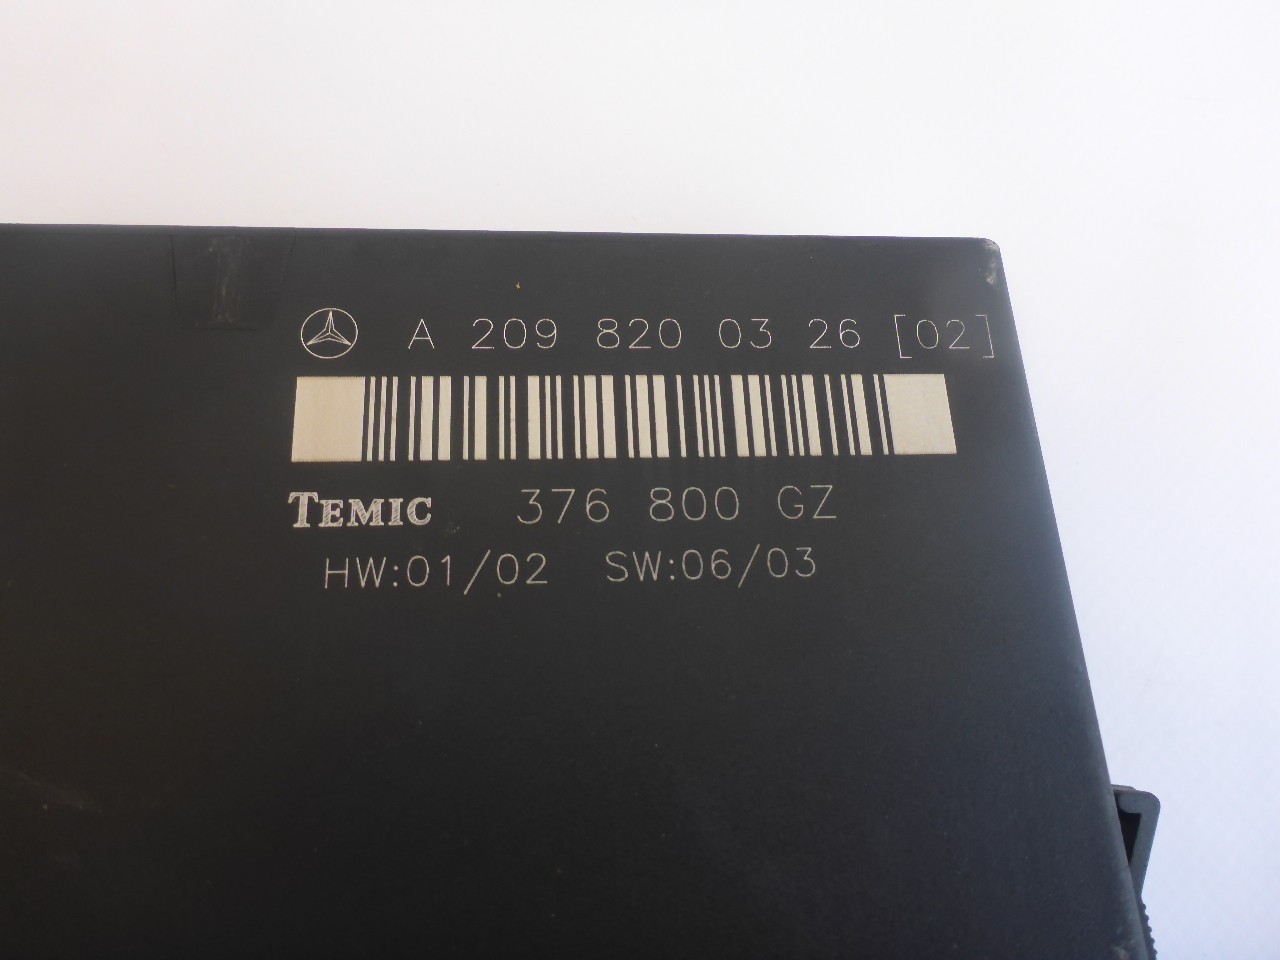 A 209 820 03 26 [02]
TEMIC 376 800 GZ
HW:01/02 SW:06/03